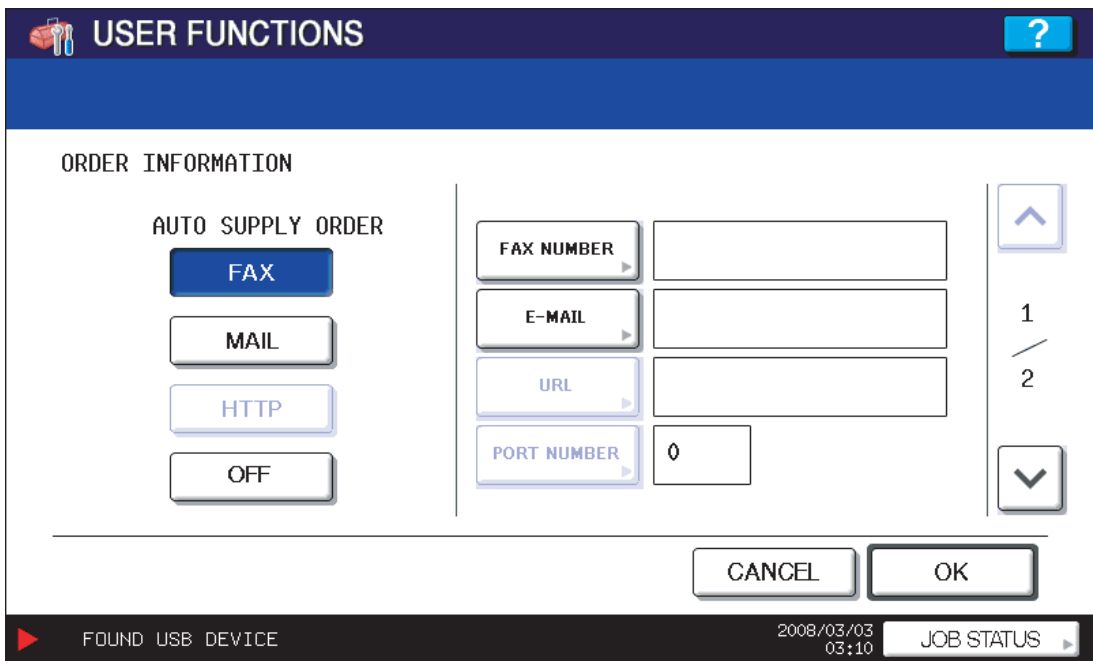 USER FUNCTIONS
?
ORDER INFORMATION
AUTO SUPPLY ORDER
FAX
MAIL
HTTP
OFF
FAX NUMBER
E-MAIL
URL
PORT NUMBER
0
1
/
2
CANCEL
OK
FOUND USB DEVICE
2008/03/03
03:10
JOB STATUS